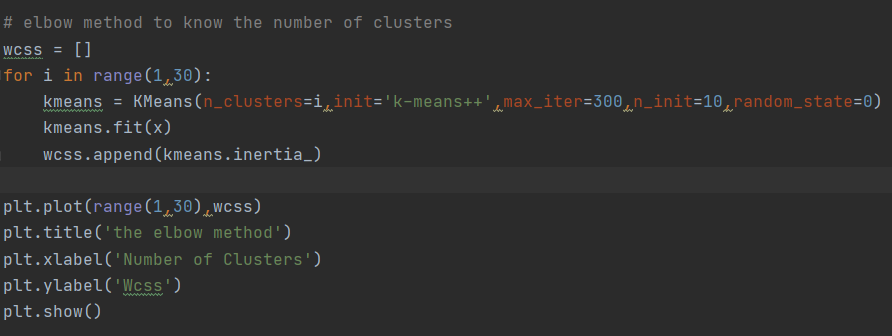 # elbow method to know the number of clusters
wcss = []
for i in range(1,30):
    kmeans = KMeans(n_clusters=i,init='k-means++',max_iter=300,n_init=10,random_state=0)
    kmeans.fit(x)
    wcss.append(kmeans.inertia_)
plt.plot(range(1,30),wcss)
plt.title('the elbow method')
plt.xlabel('Number of Clusters')
plt.ylabel('Wcss')
plt.show()